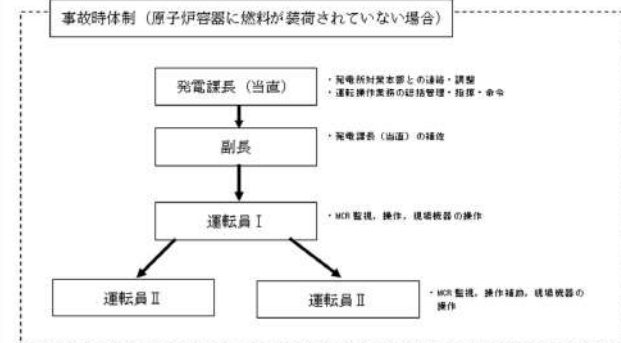 事故時体制（原子炉容器に燃料が装荷されていない場合）
発電課長（当直）
・発電所対策本部との連絡・調整
・運転操作業務の総括管理・指揮・命令
副長
・発電課長（当直）の補佐
運転員Ⅰ
・MCR監視，操作，現場機器の操作
運転員Ⅱ
運転員Ⅱ
・MCR監視，操作補助，現場機器の
操作